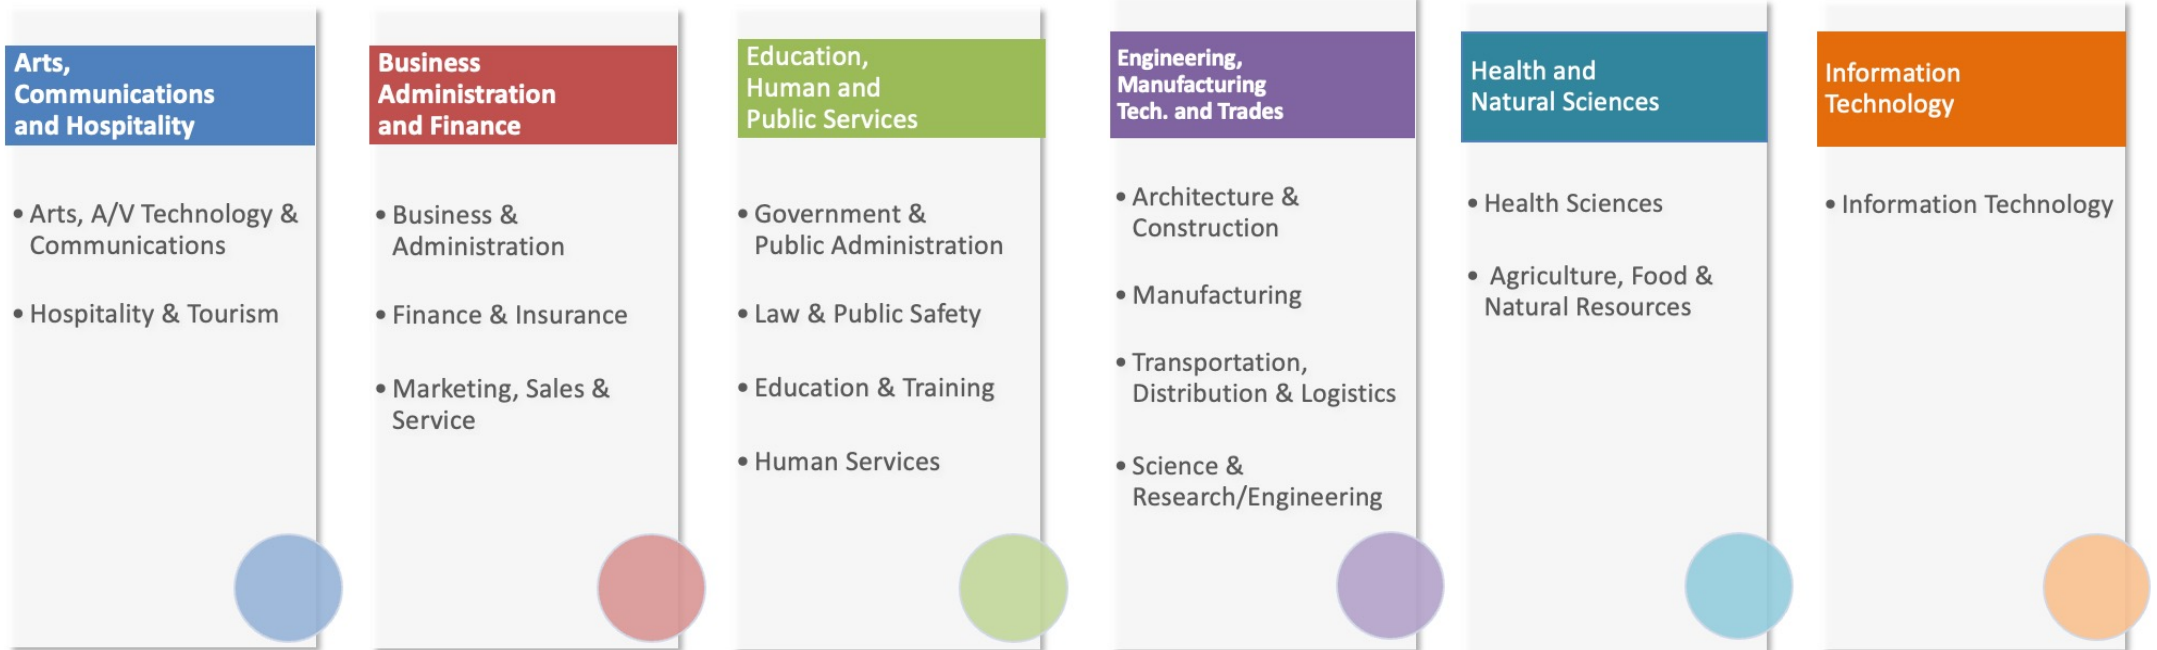 Arts,
Communications
and Hospitality
• Arts, A/V Technology &
Communications
• Hospitality & Tourism
Business
Administration
and Finance
• Business &
Administration
• Finance & Insurance
• Marketing, Sales &
Service
Education,
Human and
Public Services
• Government &
Public Administration
• Law & Public Safety
• Education & Training
• Human Services
Engineering,
Manufacturing
Tech. and Trades
• Architecture &
Construction
• Manufacturing
• Transportation,
Distribution & Logistics
• Science &
Research/Engineering
Health and
Natural Sciences
• Health Sciences
• Agriculture, Food &
Natural Resources
Information
Technology
• Information Technology